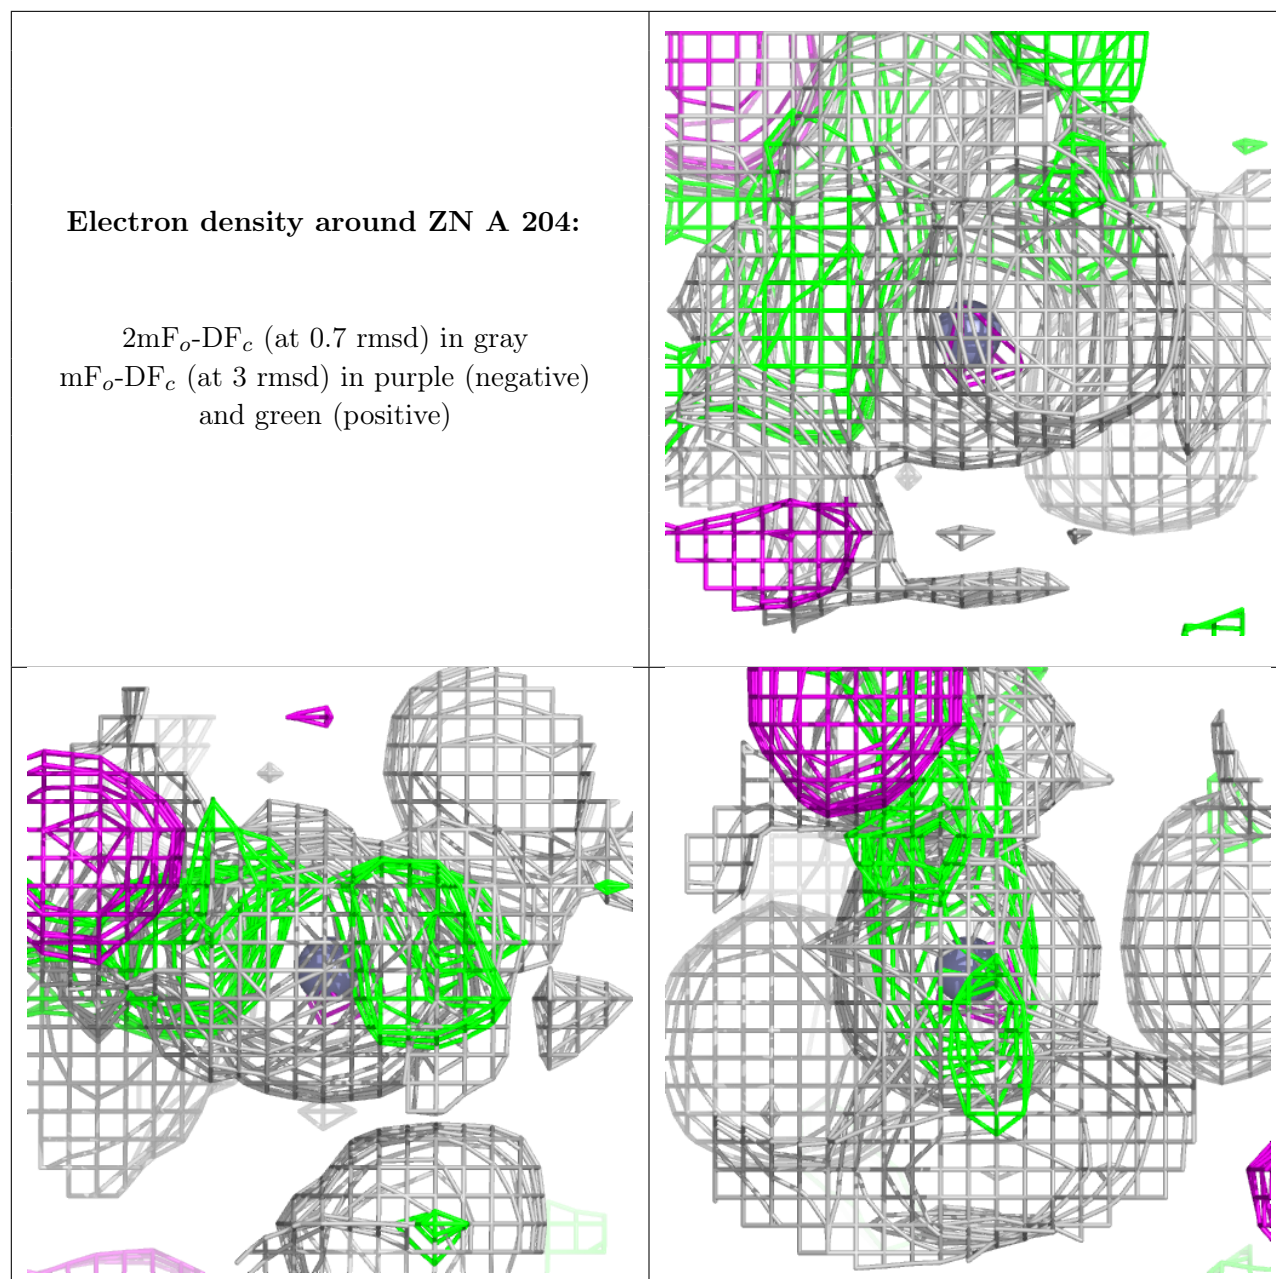 Electron density around ZN A 204:
2mFo-DFc (at 0.7 rmsd) in gray
mFo-DFc (at 3 rmsd) in purple (negative)
and green (positive)